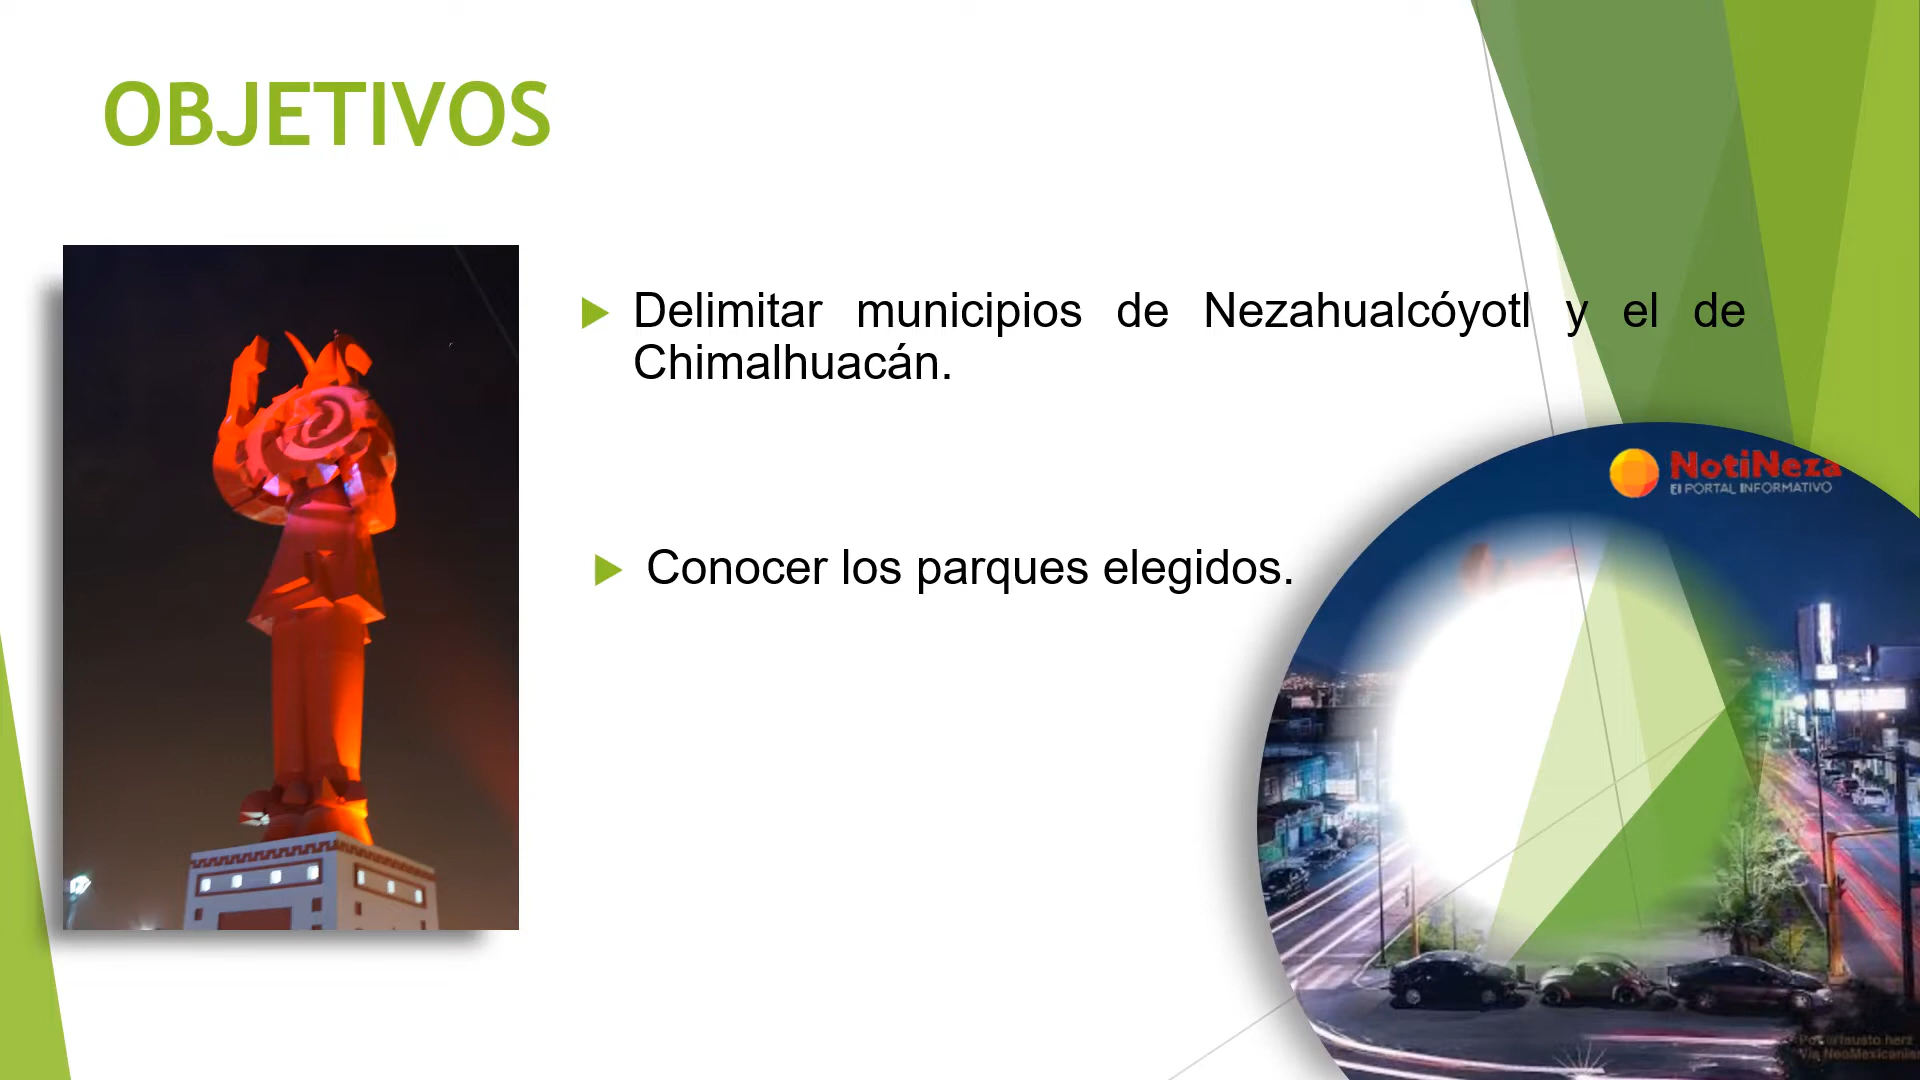 OBJETIVOS
Delimitar municipios de Nezahualcóyotl y el de
Chimalhuacán.
Conocer los parques elegidos.
NotiNeza
El PORTAL INFORMATIVO